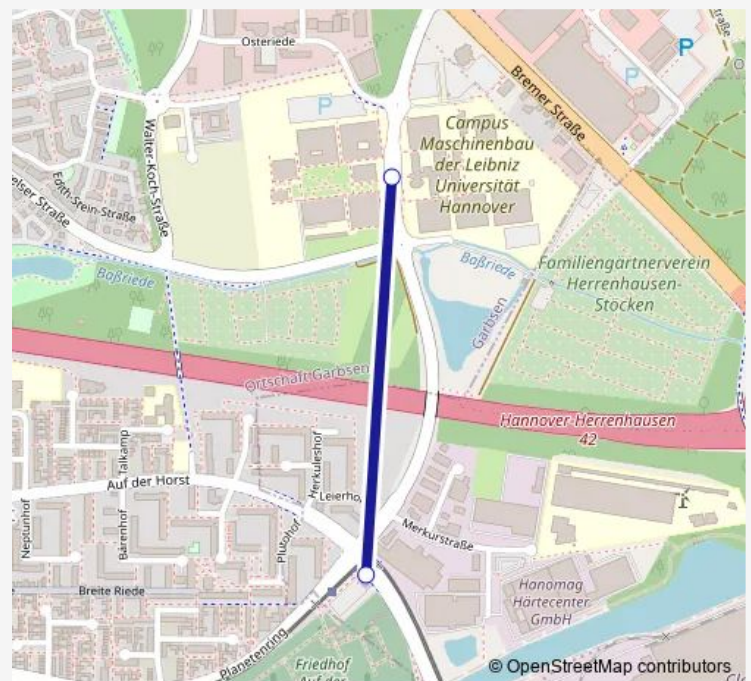 Osteriede
P
P
P
Bremer Straße
Campus
Maschinenbau
der Leibniz
Universität
Hannover
Walter-Koch-Straße
Edith-Stein-Straße
elser Straße
Baßriede
Baßriede
Familiengärtnerverein
Herrenhausen-
Stöcken
Garbsen
Ortschaft Garbsen
Hannover-Herrenhausen
42
Talkamp
Herkuleshof
Auf der Horst
Leierho
Neptunhof
Bärenhof
Plutohof
Merkurstraße
Breite Riede
Hanomag
Härtecenter
GmbH
Planetenring
Friedhof
Auf der
© OpenStreetMap contributors